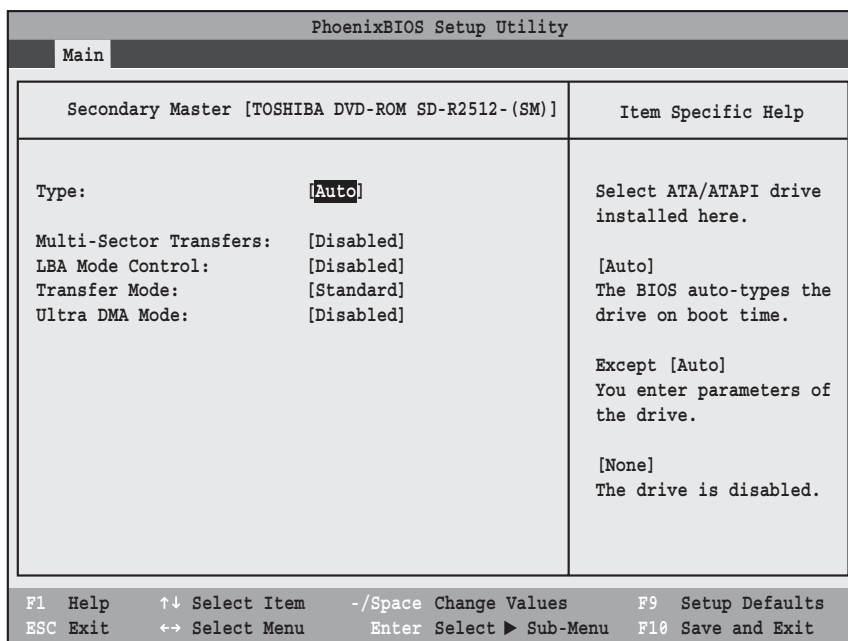 PhoenixBIOS Setup Utility
Main
Secondary Master [TOSHIBA DVD-ROM SD-R2512-(SM)]
Item Specific Help
Type: [Auto]
Multi-Sector Transfers: [Disabled]
LBA Mode Control: [Disabled]
Transfer Mode: [Standard]
Ultra DMA Mode: [Disabled]
Select ATA/ATAPI drive
installed here.
[Auto]
The BIOS auto-types the
drive on boot time.
Except [Auto]
You enter parameters of
the drive.
[None]
The drive is disabled.
F1 Help ↑↓ Select Item -/Space Change Values F9 Setup Defaults
ESC Exit ←→ Select Menu Enter Select ▶ Sub-Menu F10 Save and Exit